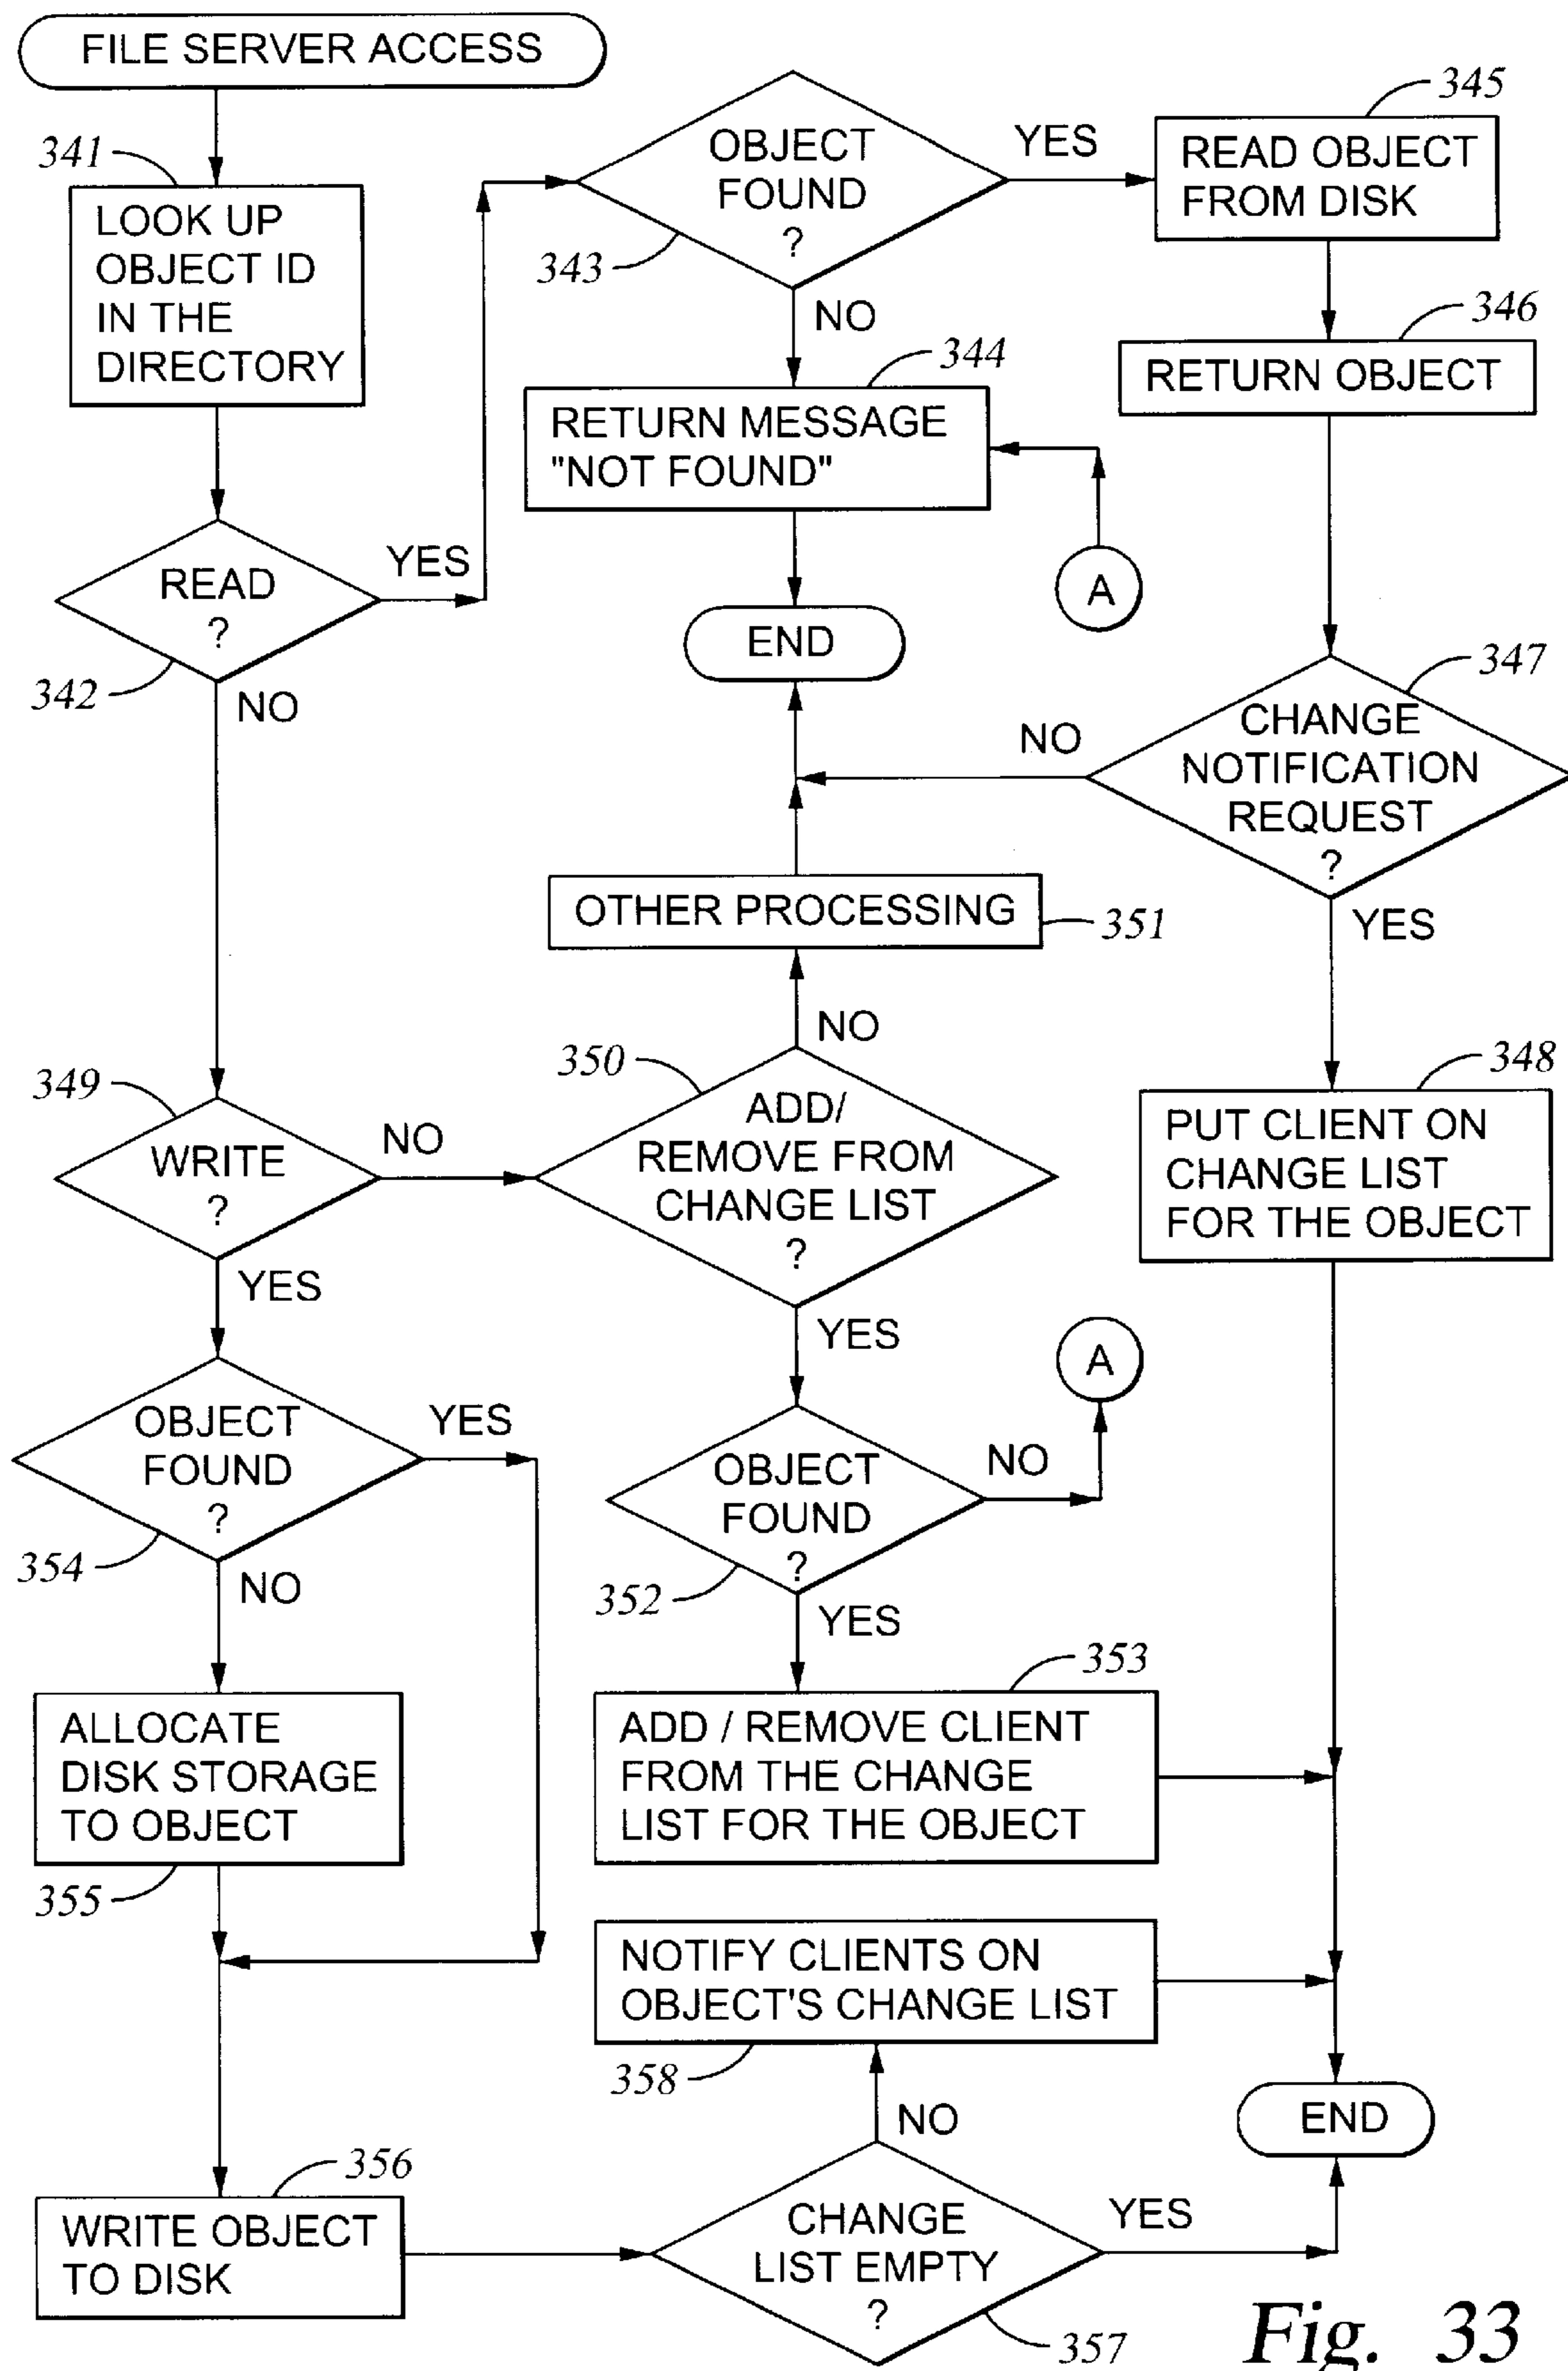 FILE SERVER ACCESS
341
LOOK UP
OBJECT ID
IN THE
DIRECTORY
READ
?
342
YES
NO
OBJECT
FOUND
?
343
YES
NO
345
READ OBJECT
FROM DISK
346
RETURN OBJECT
344
RETURN MESSAGE
"NOT FOUND"
A
END
347
CHANGE
NOTIFICATION
REQUEST
?
NO
YES
OTHER PROCESSING
351
NO
350
ADD/
REMOVE FROM
CHANGE LIST
?
YES
349
WRITE
?
NO
YES
348
PUT CLIENT ON
CHANGE LIST
FOR THE OBJECT
A
OBJECT
FOUND
?
354
YES
NO
OBJECT
FOUND
?
352
NO
YES
353
ADD / REMOVE CLIENT
FROM THE CHANGE
LIST FOR THE OBJECT
ALLOCATE
DISK STORAGE
TO OBJECT
355
NOTIFY CLIENTS ON
OBJECT'S CHANGE LIST
358
NO
END
356
WRITE OBJECT
TO DISK
CHANGE
LIST EMPTY
?
357
YES
Fig. 33